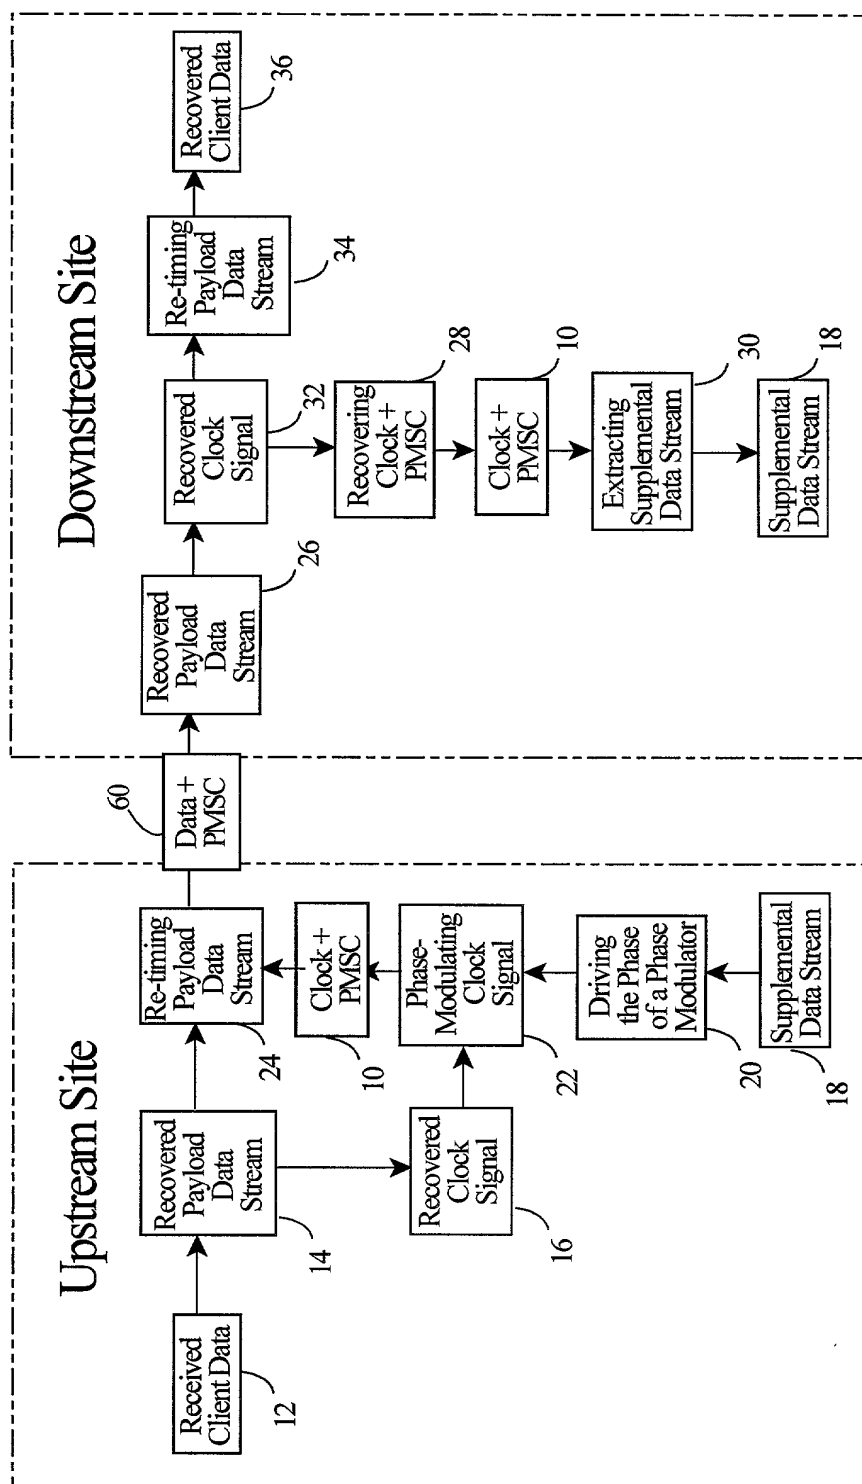 Upstream Site
Received
Client Data
12
Recovered
Payload
Data
Stream
14
Recovered
Clock
Signal
16
Re-timing
Payload
Data
Stream
24
Clock +
PMSC
10
Phase-
Modulating
Clock
Signal
22
Driving
the Phase
of a Phase
Modulator
20
Supplemental
Data Stream
18
Data +
PMSC
60
Downstream Site
Recovered
Payload
Data
Stream
26
Recovered
Clock
Signal
32
Re-timing
Payload
Data
Stream
34
Recovered
Client Data
36
Recovering
Clock +
PMSC
28
Clock +
PMSC
10
Extracting
Supplemental
Data Stream
30
Supplemental
Data Stream
18